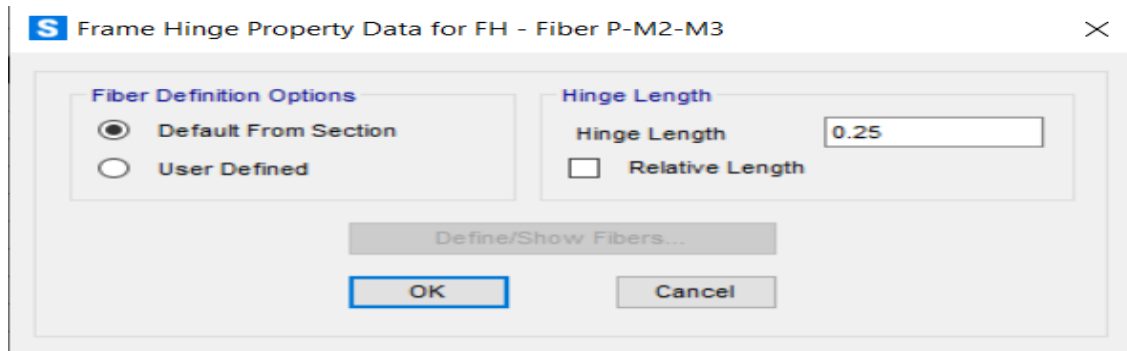 S Frame Hinge Property Data for FH - Fiber P-M2-M3
Fiber Definition Options
Default From Section
User Defined
Hinge Length
Hinge Length 0.25
Relative Length
Define/Show Fibers...
OK Cancel